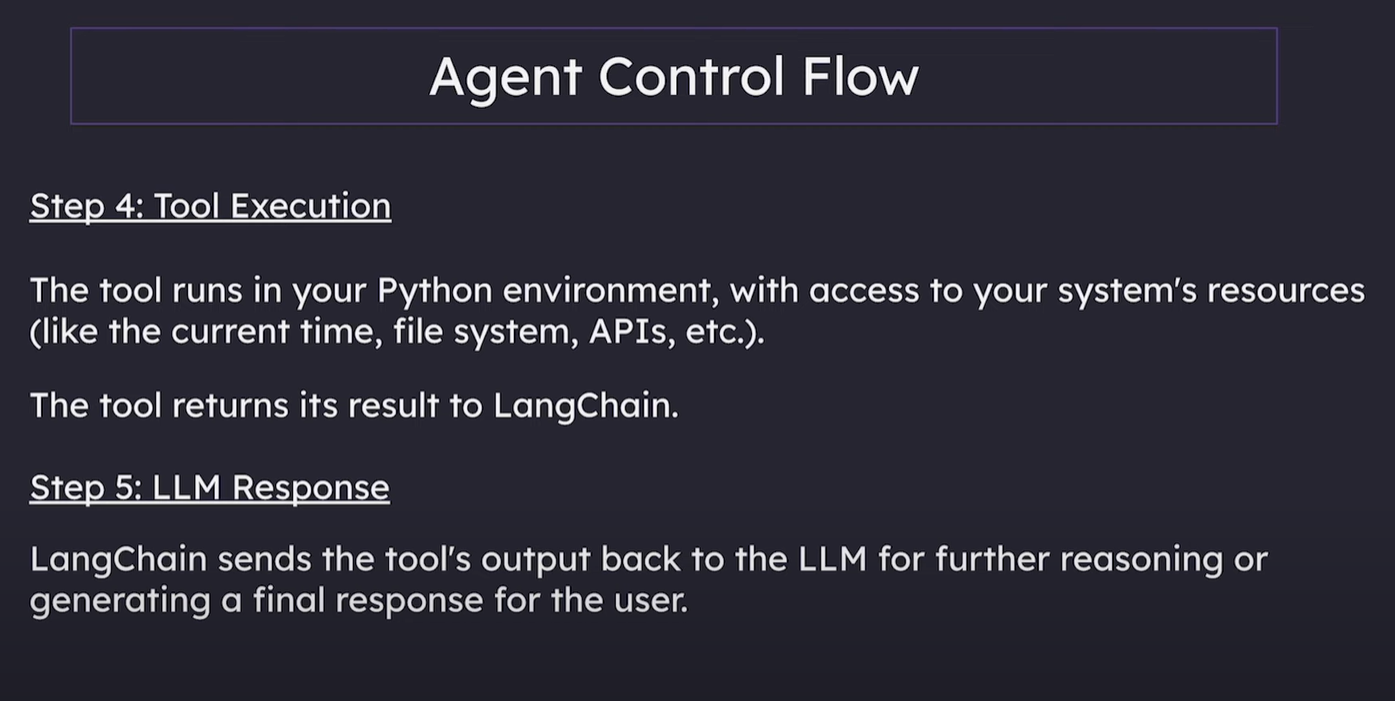 Agent Control Flow
Step 4: Tool Execution
The tool runs in your Python environment, with access to your system's resources
(like the current time, file system, APIs, etc.).
The tool returns its result to LangChain.
Step 5: LLM Response
LangChain sends the tool's output back to the LLM for further reasoning or
generating a final response for the user.